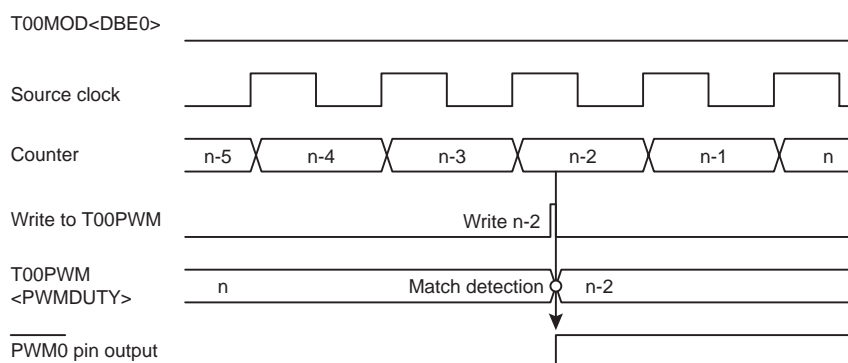 T00MOD<DBE0>
Source clock
Counter n-5 n-4 n-3 n-2 n-1 n
Write to T00PWM Write n-2
T00PWM
<PWMDUTY> n Match detection n-2
PWM0 pin output